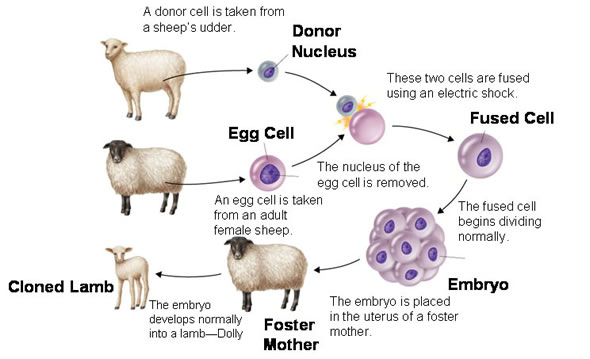 A donor cell is taken from
a sheep's udder.
Donor
Nucleus
These two cells are fused
using an electric shock.
Fused Cell
Egg Cell
The nucleus of the
egg cell is removed.
An egg cell is taken
from an adult
female sheep.
The fused cell
begins dividing
normally.
Embryo
The embryo is placed
in the uterus of a foster
mother.
Foster
Mother
The embryo
develops normally
into a lamb—Dolly
Cloned Lamb